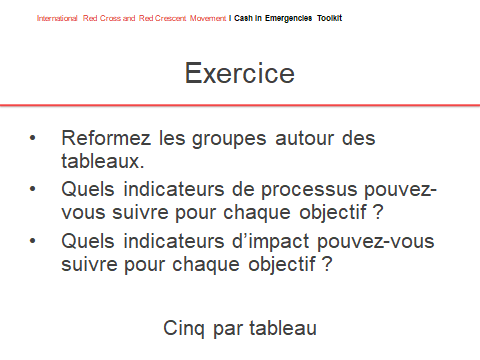 International Red Cross and Red Crescent Movement I Cash in Emergencies Toolkit
Exercice
• Reformez les groupes autour des
tableaux.
• Quels indicateurs de processus pouvez-
vous suivre pour chaque objectif ?
• Quels indicateurs d’impact pouvez-vous
suivre pour chaque objectif ?
Cinq par tableau